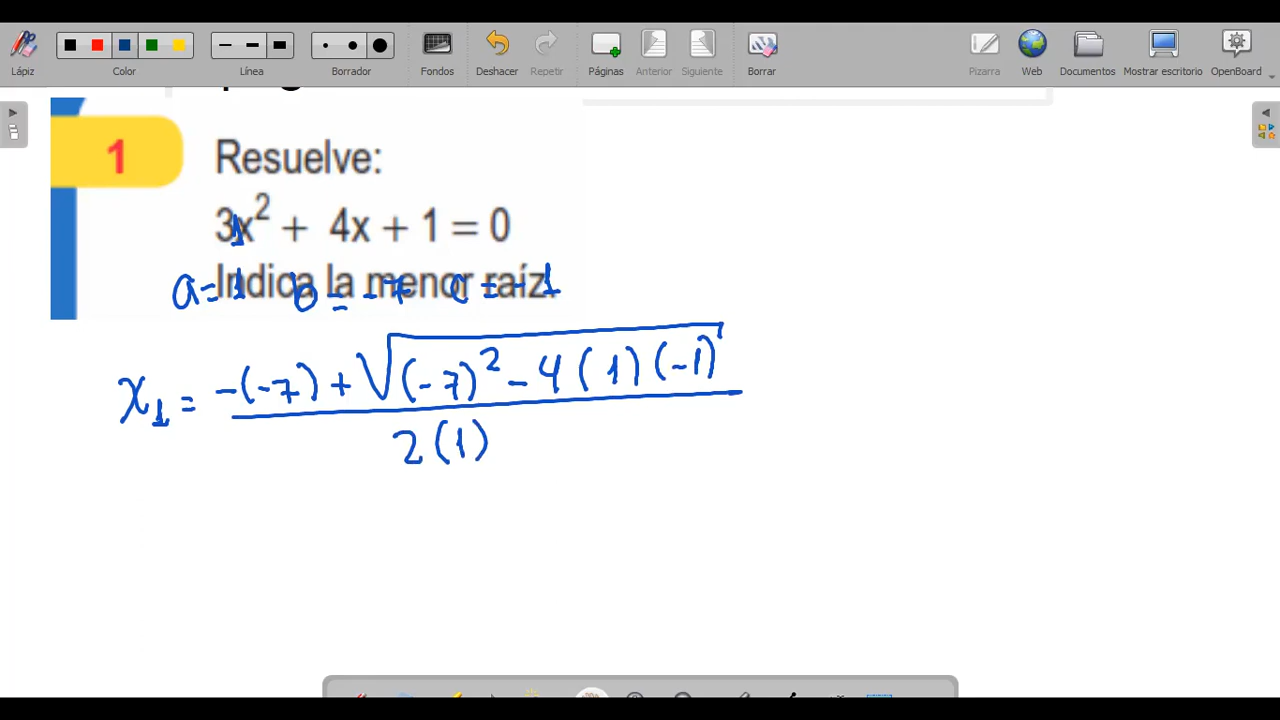 Lápiz Color Línea Borrador Fondos Deshacer Repetir Páginas Anterior Siguiente Borrar Pizarra Web Documentos Mostrar escritorio OpenBoard
1 Resuelve:
3x² + 4x + 1 = 0
1
Indica la menor raíz.
a=1 b=-7 c=-1
x₁ = (-(-7) + √((-7)² - 4(1)(-1))) / 2(1)